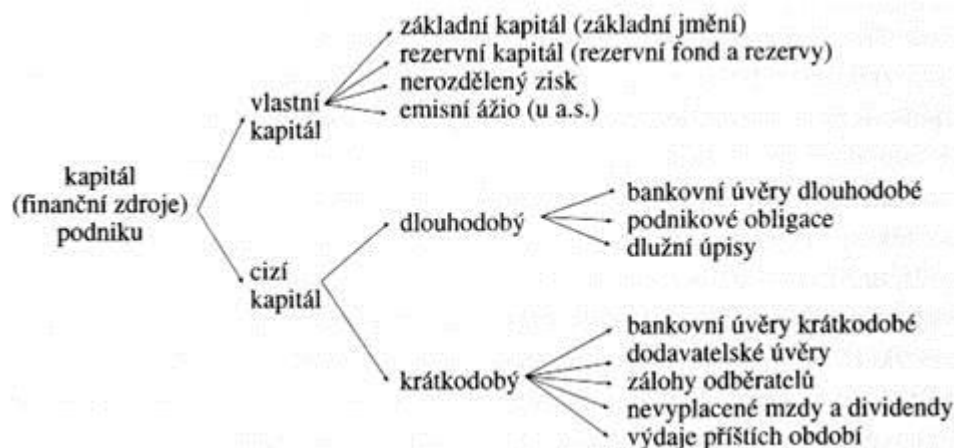 základní kapitál (základní jmění)
rezervní kapitál (rezervní fond a rezervy)
nerozdělený zisk
emisní ážio (u a.s.)
vlastní
kapitál
kapitál
(finanční zdroje)
podniku
cizí
kapitál
dlouhodobý
bankovní úvěry dlouhodobé
podnikové obligace
dlužní úpisy
krátkodobý
bankovní úvěry krátkodobé
dodavatelské úvěry
zálohy odběratelů
nevyplacené mzdy a dividendy
výdaje příštích období